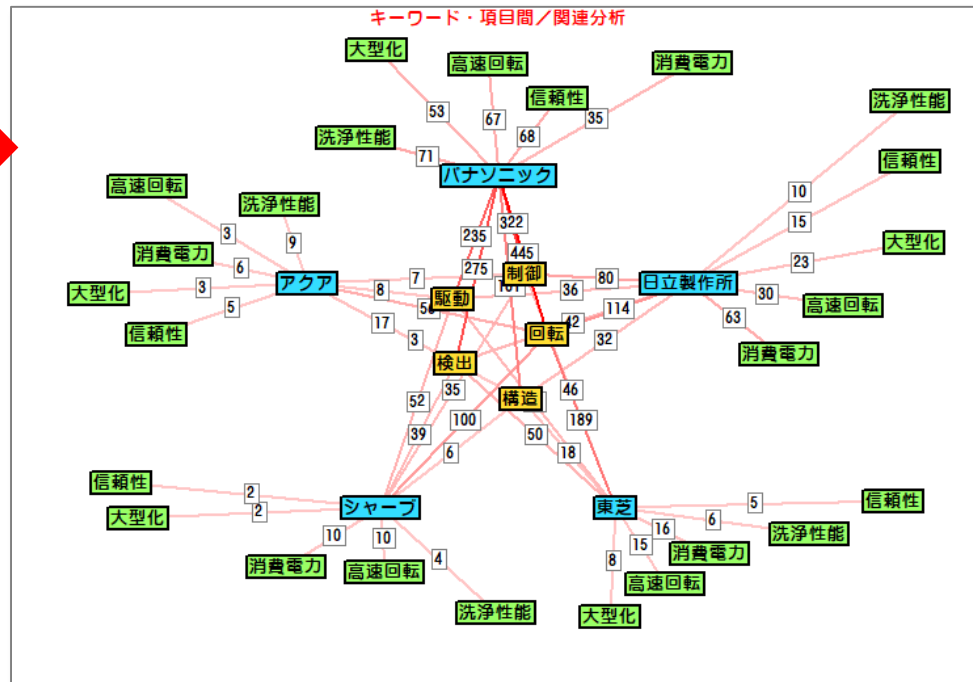 キーワード・項目間／関連分析
大型化
高速回転
消費電力
信頼性
洗浄性能
53
67
68
35
71
パナソニック
洗浄性能
信頼性
大型化
高速回転
消費電力
10
15
23
30
63
日立製作所
高速回転
洗浄性能
消費電力
大型化
信頼性
3
9
6
3
5
アクア
235
322
275
445
制御
駆動
回転
検出
構造
7
8
17
3
80
36
42
114
32
52
39
35
100
6
50
46
189
18
シャープ
信頼性
大型化
消費電力
高速回転
洗浄性能
2
2
10
10
4
東芝
信頼性
洗浄性能
消費電力
高速回転
大型化
5
6
16
15
8